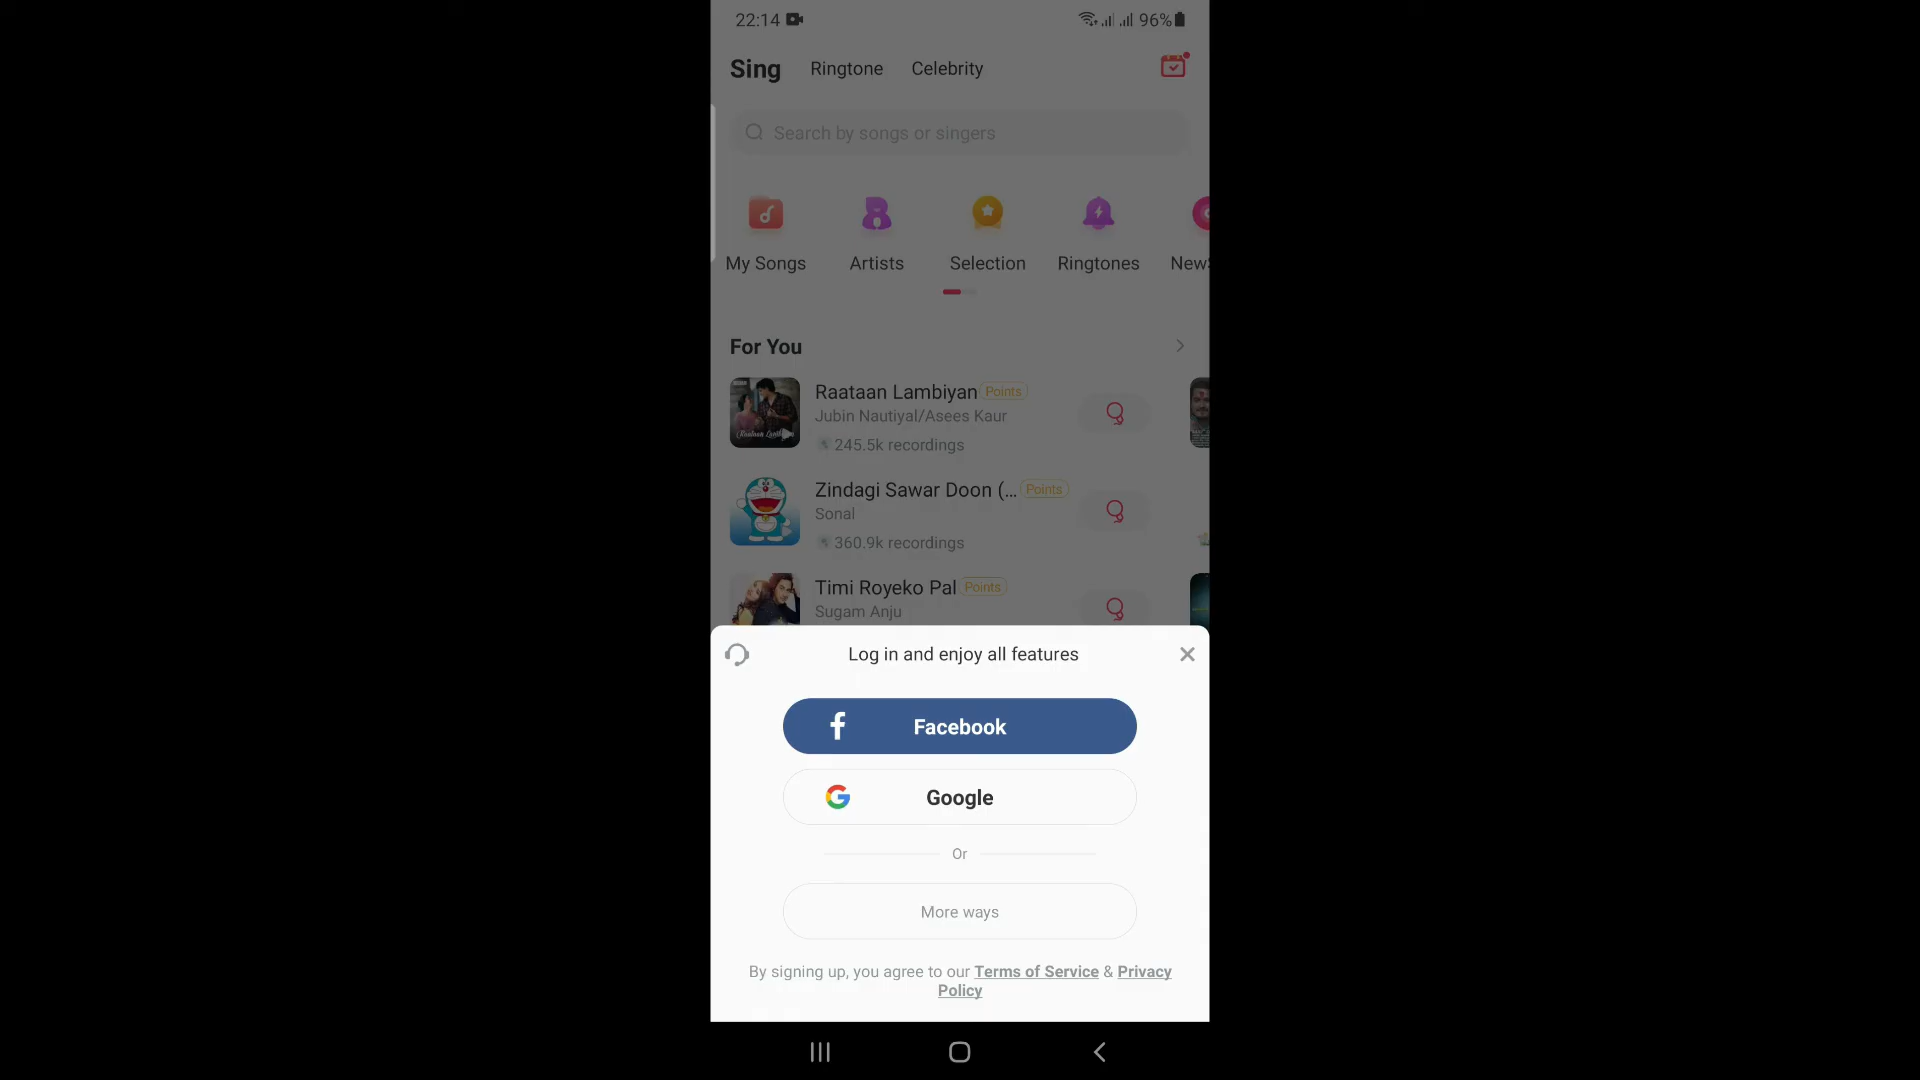 22:14
96%
Sing Ringtone Celebrity
Search by songs or singers
My Songs Artists Selection Ringtones NewS
For You
Raataan Lambiyan Points
Jubin Nautiyal/Asees Kaur
245.5k recordings
Zindagi Sawar Doon (... Points
Sonal
360.9k recordings
Timi Royeko Pal Points
Sugam Anju
Log in and enjoy all features
Facebook
Google
Or
More ways
By signing up, you agree to our Terms of Service & Privacy
Policy